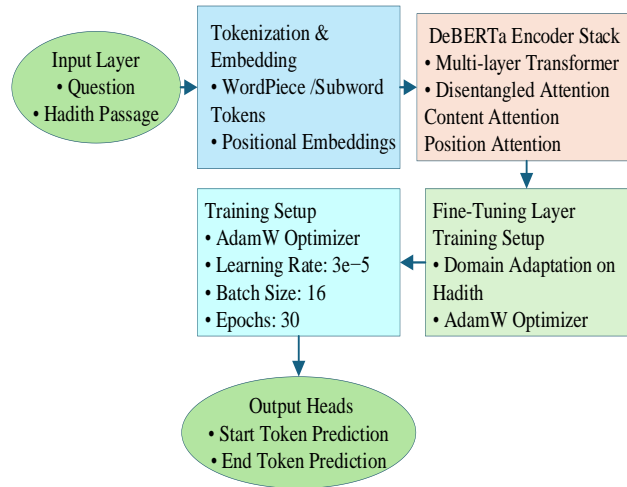 Input Layer
• Question
• Hadith Passage
Tokenization &
Embedding
• WordPiece /Subword
Tokens
• Positional Embeddings
DeBERTa Encoder Stack
• Multi-layer Transformer
• Disentangled Attention
Content Attention
Position Attention
Fine-Tuning Layer
Training Setup
• Domain Adaptation on
Hadith
• AdamW Optimizer
Training Setup
• AdamW Optimizer
• Learning Rate: 3e−5
• Batch Size: 16
• Epochs: 30
Output Heads
• Start Token Prediction
• End Token Prediction